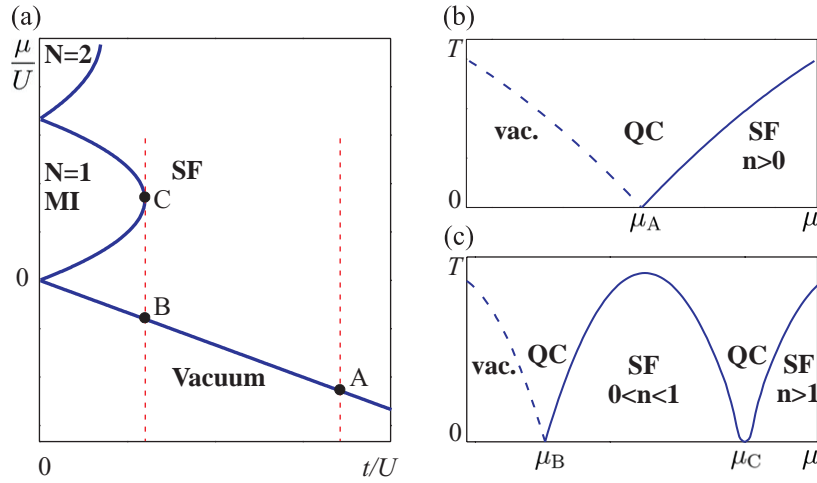 (a)
μ
U
N=2
N=1
MI
SF
C
0
B
Vacuum
A
0
t/U
(b)
T
vac.
QC
SF
n>0
0
μA
μ
(c)
T
vac.
QC
SF
0<n<1
QC
SF
n>1
0
μB
μC
μ